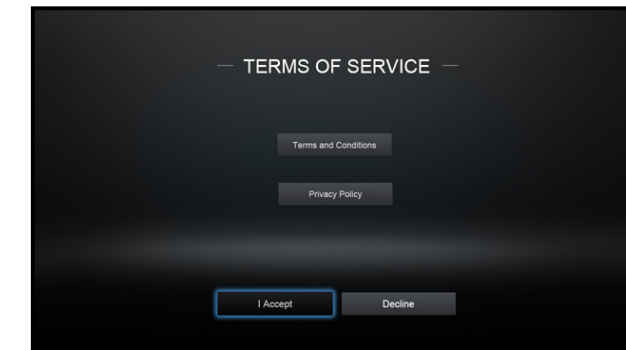 TERMS OF SERVICE
Terms and Conditions
Privacy Policy
I Accept Decline